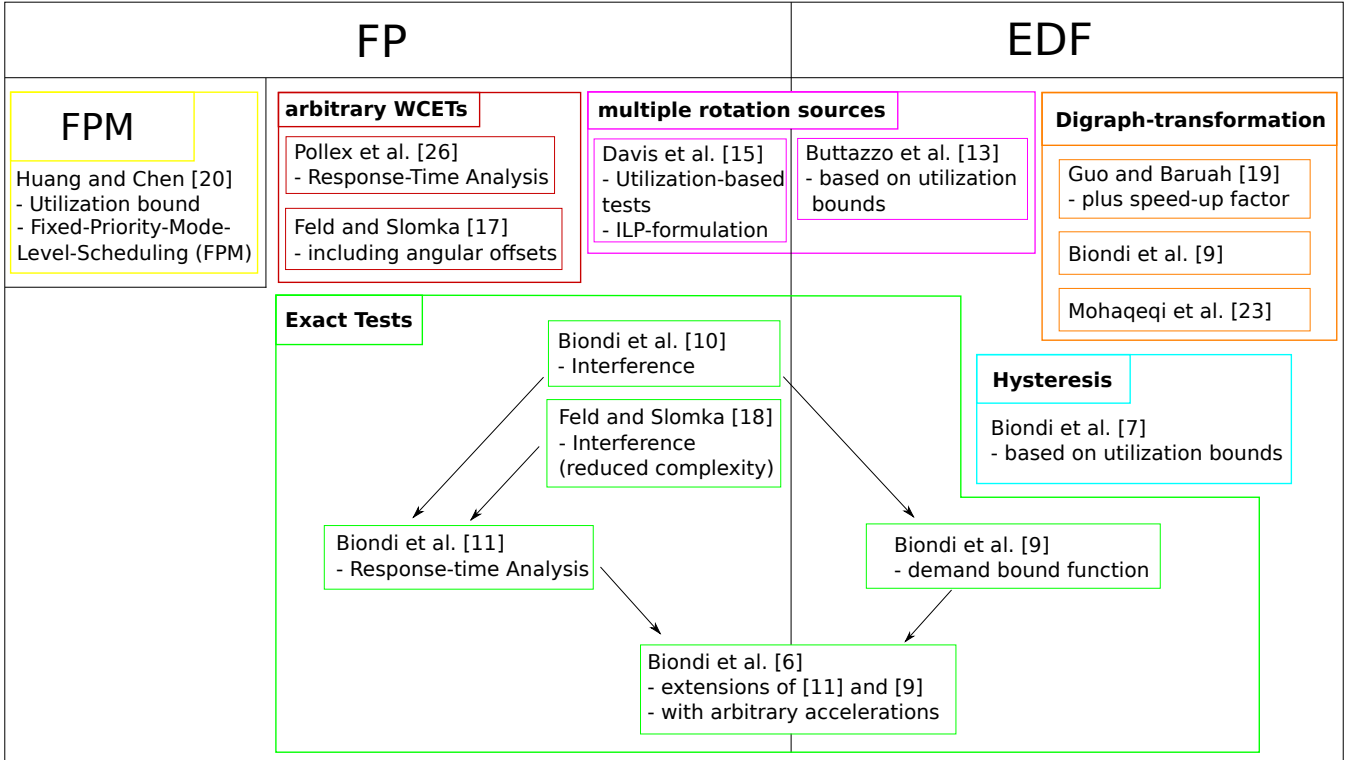 FP
EDF
FPM
Huang and Chen [20]
- Utilization bound
- Fixed-Priority-Mode-
Level-Scheduling (FPM)
arbitrary WCETs
Pollex et al. [26]
- Response-Time Analysis
Feld and Slomka [17]
- including angular offsets
multiple rotation sources
Davis et al. [15]
- Utilization-based
tests
- ILP-formulation
Buttazzo et al. [13]
- based on utilization
bounds
Digraph-transformation
Guo and Baruah [19]
- plus speed-up factor
Biondi et al. [9]
Mohaqeqi et al. [23]
Exact Tests
Biondi et al. [10]
- Interference
Feld and Slomka [18]
- Interference
(reduced complexity)
Hysteresis
Biondi et al. [7]
- based on utilization bounds
Biondi et al. [11]
- Response-time Analysis
Biondi et al. [9]
- demand bound function
Biondi et al. [6]
- extensions of [11] and [9]
- with arbitrary accelerations